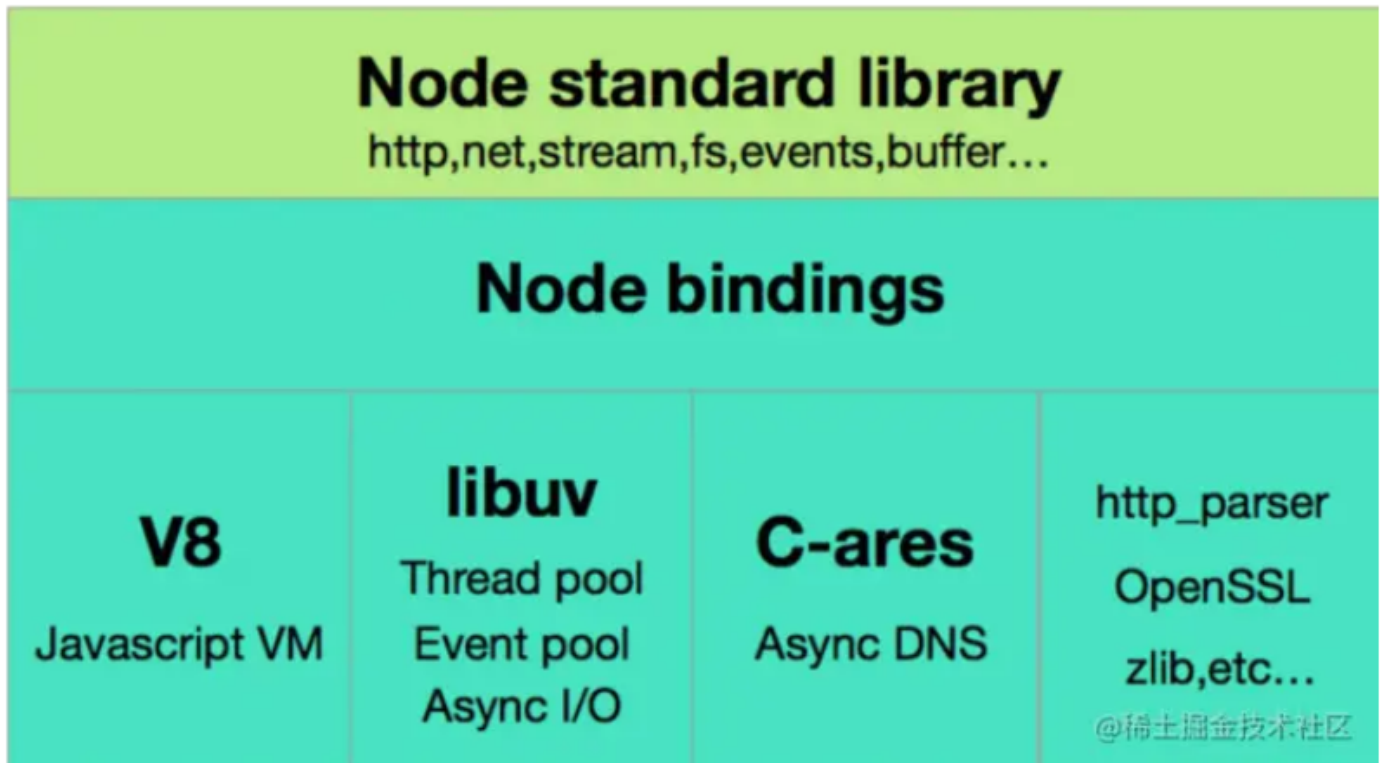 Node standard library
http,net,stream,fs,events,buffer...
Node bindings
V8
Javascript VM
libuv
Thread pool
Event pool
Async I/O
C-ares
Async DNS
http_parser
OpenSSL
zlib,etc...
@稀土掘金技术社区